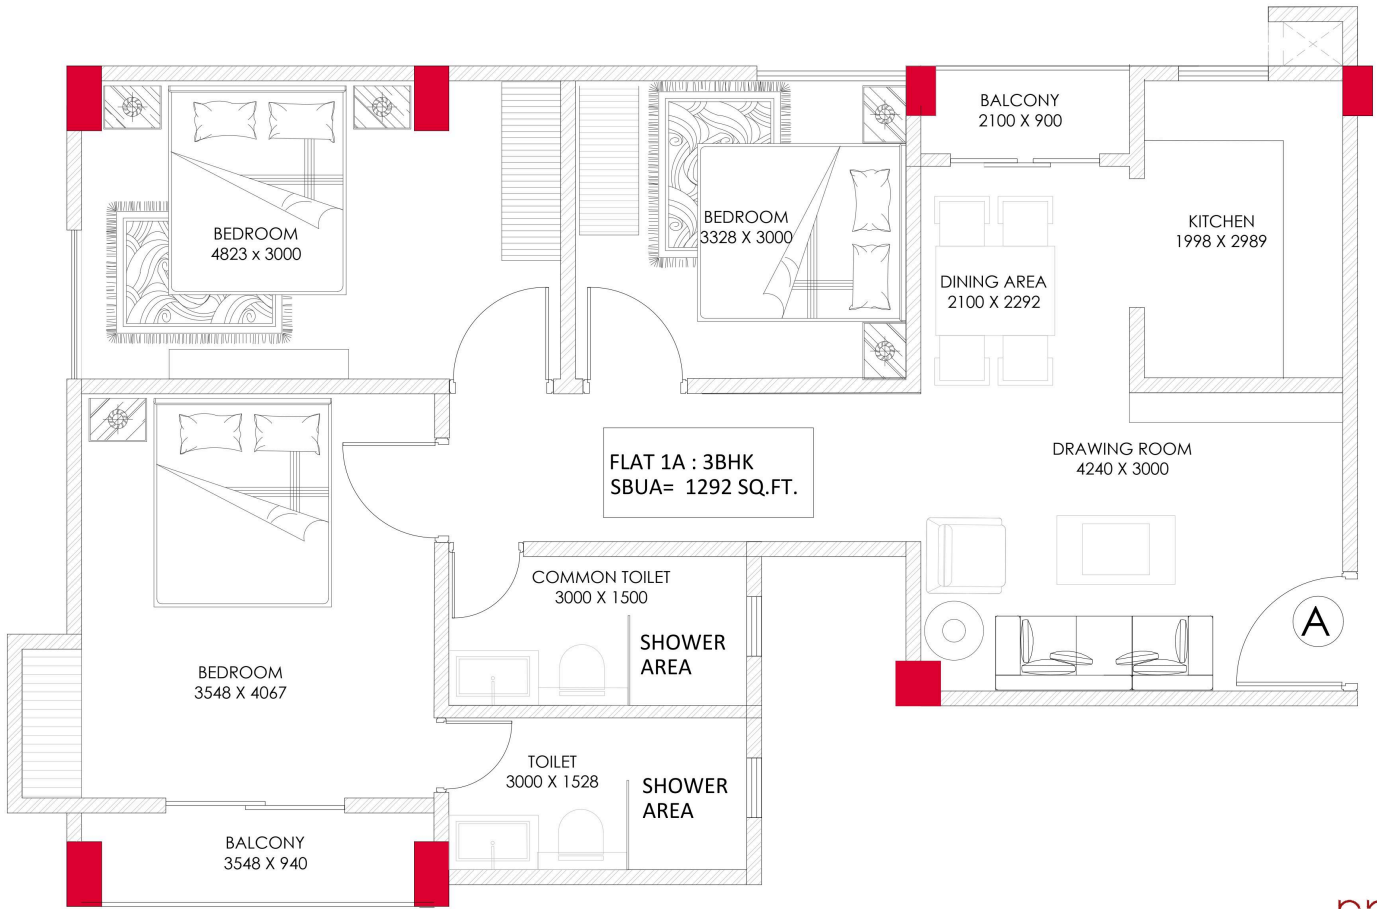 BALCONY
2100 X 900
BEDROOM
4823 x 3000
BEDROOM
3328 X 3000
KITCHEN
1998 X 2989
DINING AREA
2100 X 2292
FLAT 1A : 3BHK
SBUA= 1292 SQ.FT.
DRAWING ROOM
4240 X 3000
COMMON TOILET
3000 X 1500
SHOWER
AREA
A
BEDROOM
3548 X 4067
TOILET
3000 X 1528
SHOWER
AREA
BALCONY
3548 X 940